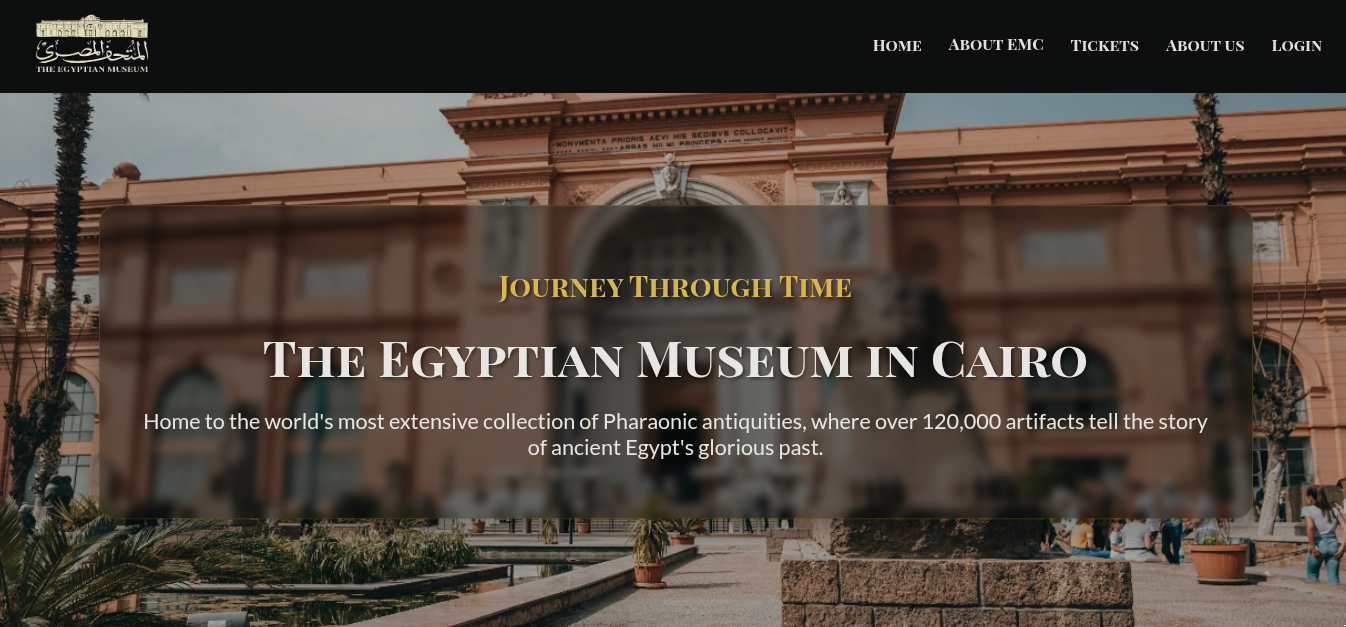 المتحف المصري
THE EGYPTIAN MUSEUM
Home About EMC Tickets About us Login
MONVMENTA PRIORIS AEVI HIS SEDIBVS COLLOCAVIT
ABBAS HILMI PRINCEPS
Journey Through Time
The Egyptian Museum in Cairo
Home to the world's most extensive collection of Pharaonic antiquities, where over 120,000 artifacts tell the story
of ancient Egypt's glorious past.